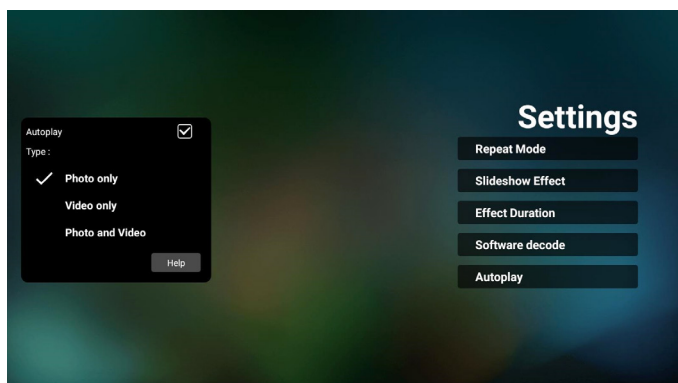 Autoplay
Type :
Photo only
Video only
Photo and Video
Help
Settings
Repeat Mode
Slideshow Effect
Effect Duration
Software decode
Autoplay